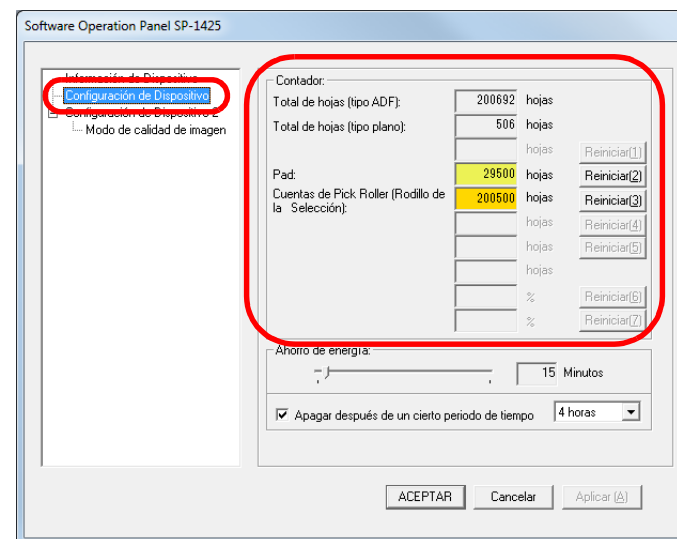 Software Operation Panel SP-1425
Información de Dispositivo
Configuración de Dispositivo
Configuración de Dispositivo 2
Modo de calidad de imagen
Contador:
Total de hojas (tipo ADF): 200692 hojas
Total de hojas (tipo plano): 506 hojas
hojas Reiniciar(1)
Pad: 29500 hojas Reiniciar(2)
Cuentas de Pick Roller (Rodillo de 200500 hojas Reiniciar(3)
la Selección):
hojas Reiniciar(4)
hojas Reiniciar(5)
hojas
% Reiniciar(6)
% Reiniciar(7)
Ahorro de energía:
15 Minutos
Apagar después de un cierto periodo de tiempo 4 horas
ACEPTAR Cancelar Aplicar (A)